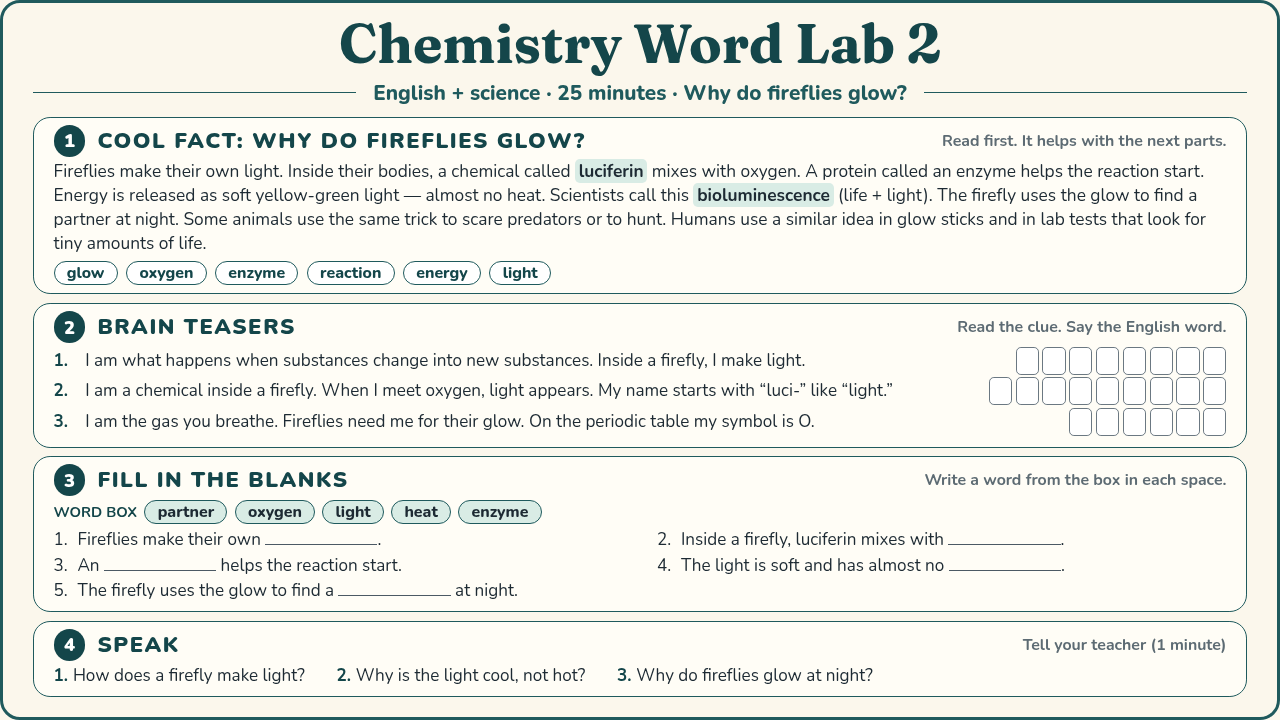 Chemistry Word Lab 2
English + science · 25 minutes · Why do fireflies glow?
1 COOL FACT: WHY DO FIREFLIES GLOW? Read first. It helps with the next parts.
Fireflies make their own light. Inside their bodies, a chemical called luciferin mixes with oxygen. A protein called an enzyme helps the reaction start.
Energy is released as soft yellow-green light — almost no heat. Scientists call this bioluminescence (life + light). The firefly uses the glow to find a
partner at night. Some animals use the same trick to scare predators or to hunt. Humans use a similar idea in glow sticks and in lab tests that look for
tiny amounts of life.
glow oxygen enzyme reaction energy light
2 BRAIN TEASERS Read the clue. Say the English word.
1. I am what happens when substances change into new substances. Inside a firefly, I make light.
2. I am a chemical inside a firefly. When I meet oxygen, light appears. My name starts with “luci-” like “light.”
3. I am the gas you breathe. Fireflies need me for their glow. On the periodic table my symbol is O.
3 FILL IN THE BLANKS Write a word from the box in each space.
WORD BOX partner oxygen light heat enzyme
1. Fireflies make their own ____________. 2. Inside a firefly, luciferin mixes with ____________.
3. An ____________ helps the reaction start. 4. The light is soft and has almost no ____________.
5. The firefly uses the glow to find a ____________ at night.
4 SPEAK Tell your teacher (1 minute)
1. How does a firefly make light? 2. Why is the light cool, not hot? 3. Why do fireflies glow at night?